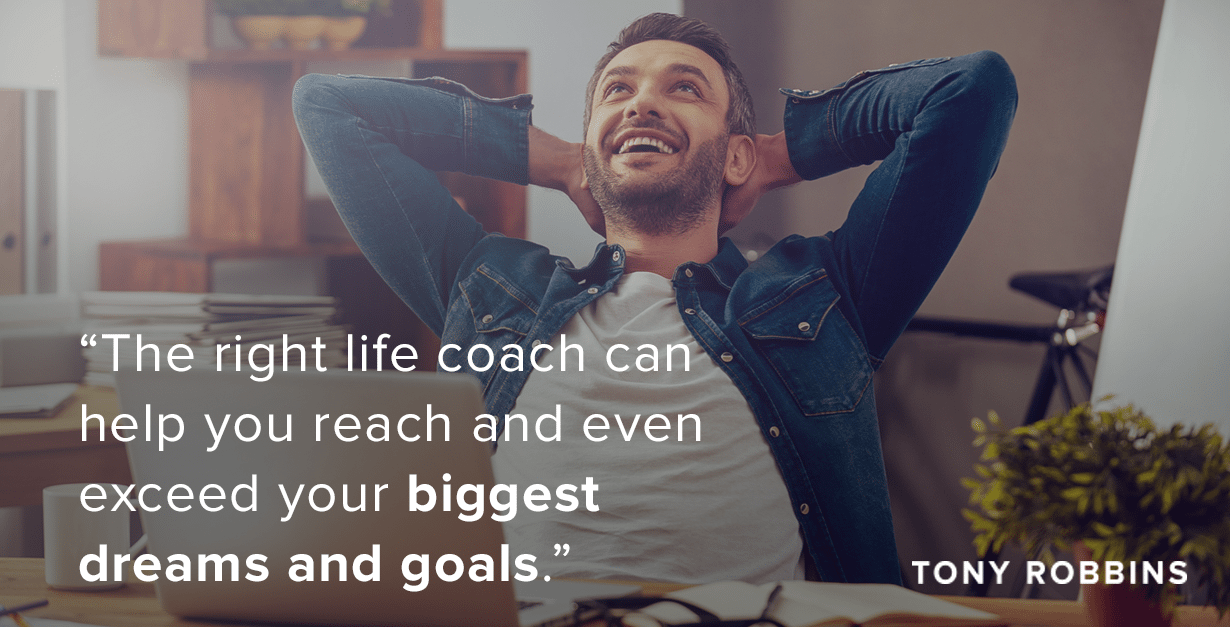 “The right life coach can
help you reach and even
exceed your biggest
dreams and goals.”
TONY ROBBINS